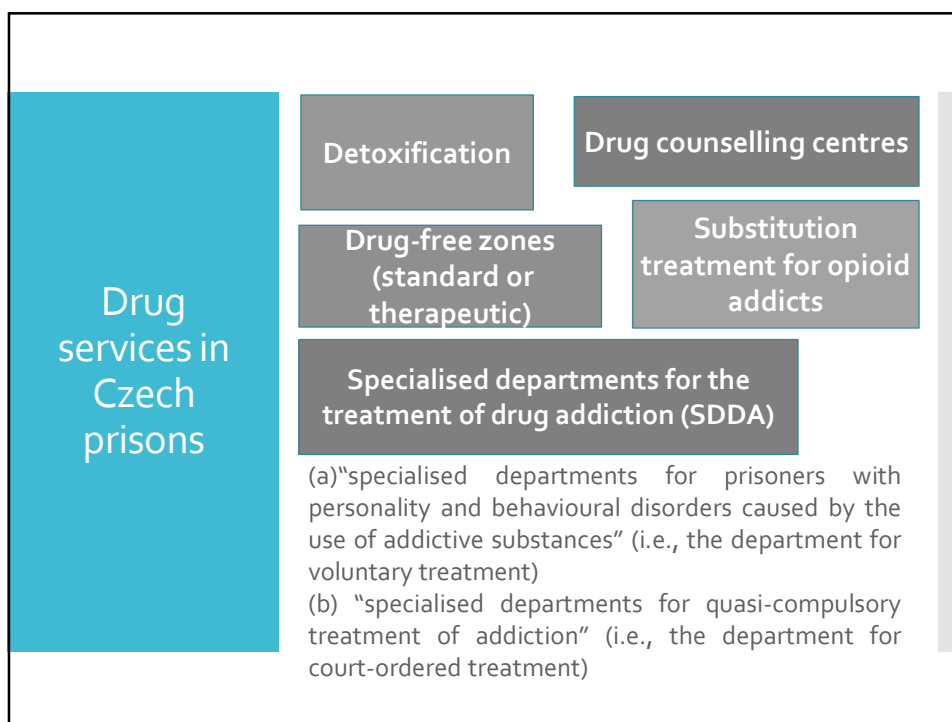 Drug
services in
Czech
prisons
Detoxification
Drug counselling centres
Drug-free zones
(standard or
therapeutic)
Substitution
treatment for opioid
addicts
Specialised departments for the
treatment of drug addiction (SDDA)
(a)“specialised departments for prisoners with
personality and behavioural disorders caused by the
use of addictive substances” (i.e., the department for
voluntary treatment)
(b) “specialised departments for quasi-compulsory
treatment of addiction” (i.e., the department for
court-ordered treatment)